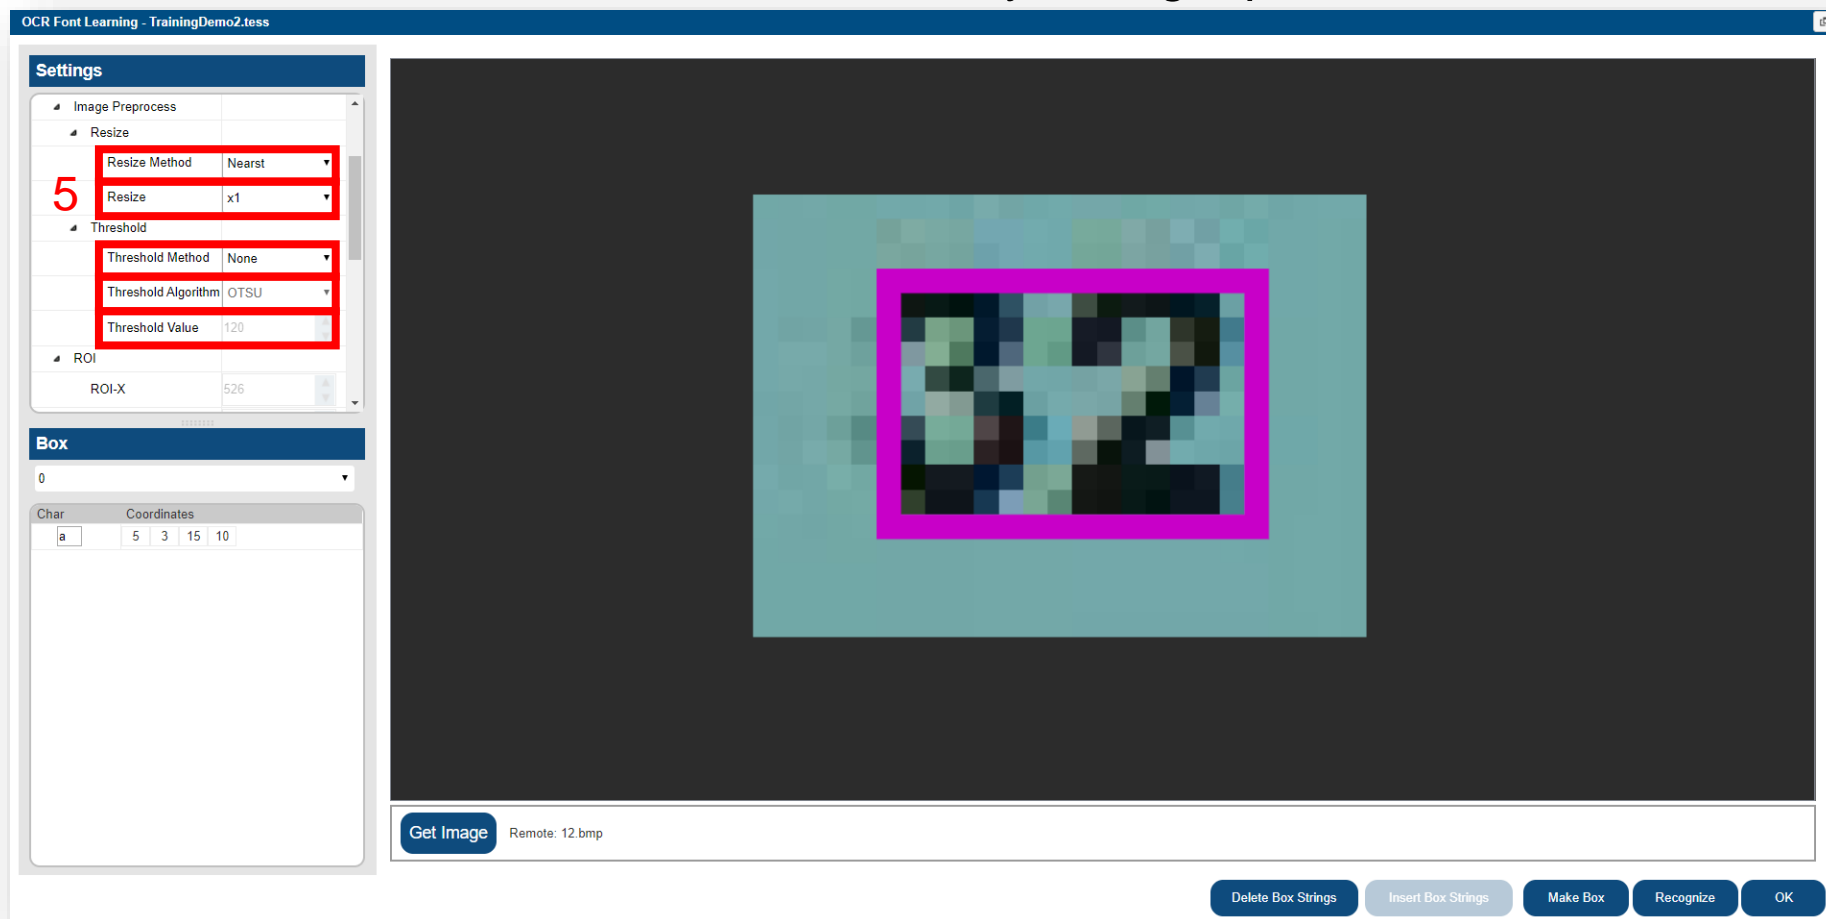 OCR Font Learning - TrainingDemo2.tess
Settings
Image Preprocess
Resize
Resize Method Nearst
5
Resize x1
Threshold
Threshold Method None
Threshold Algorithm OTSU
Threshold Value 120
ROI
ROI-X 526
Box
0
Char Coordinates
a 5 3 15 10
Get Image Remote: 12.bmp
Delete Box Strings Insert Box Strings Make Box Recognize OK